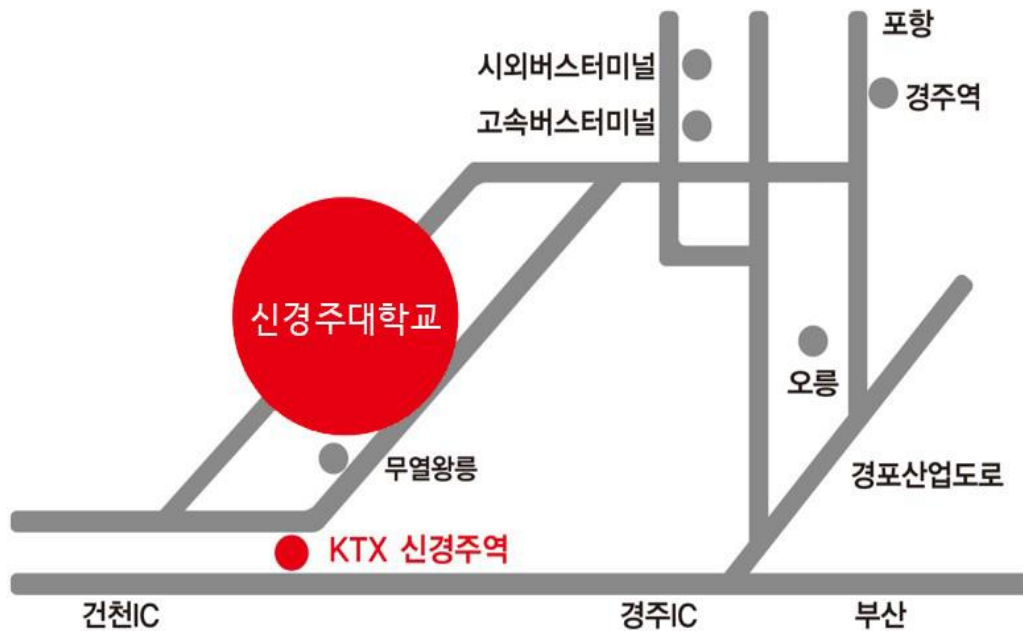 포항
시외버스터미널
경주역
고속버스터미널
신경주대학교
오릉
무열왕릉
경포산업도로
KTX 신경주역
건천IC
경주IC
부산